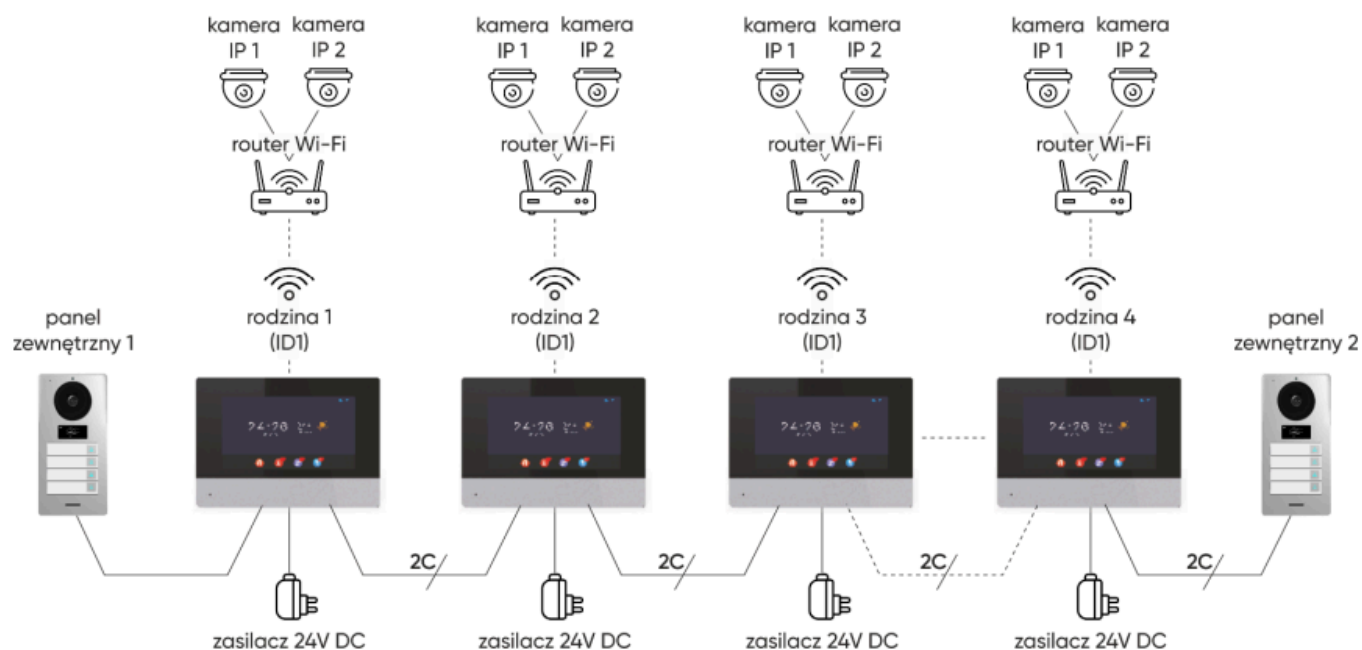 kamera kamera
IP 1 IP 2
router Wi-Fi
kamera kamera
IP 1 IP 2
router Wi-Fi
kamera kamera
IP 1 IP 2
router Wi-Fi
kamera kamera
IP 1 IP 2
router Wi-Fi
panel
zewnętrzny 1
rodzina 1
(ID1)
rodzina 2
(ID1)
rodzina 3
(ID1)
rodzina 4
(ID1)
panel
zewnętrzny 2
2C
2C
2C
2C
zasilacz 24V DC
zasilacz 24V DC
zasilacz 24V DC
zasilacz 24V DC